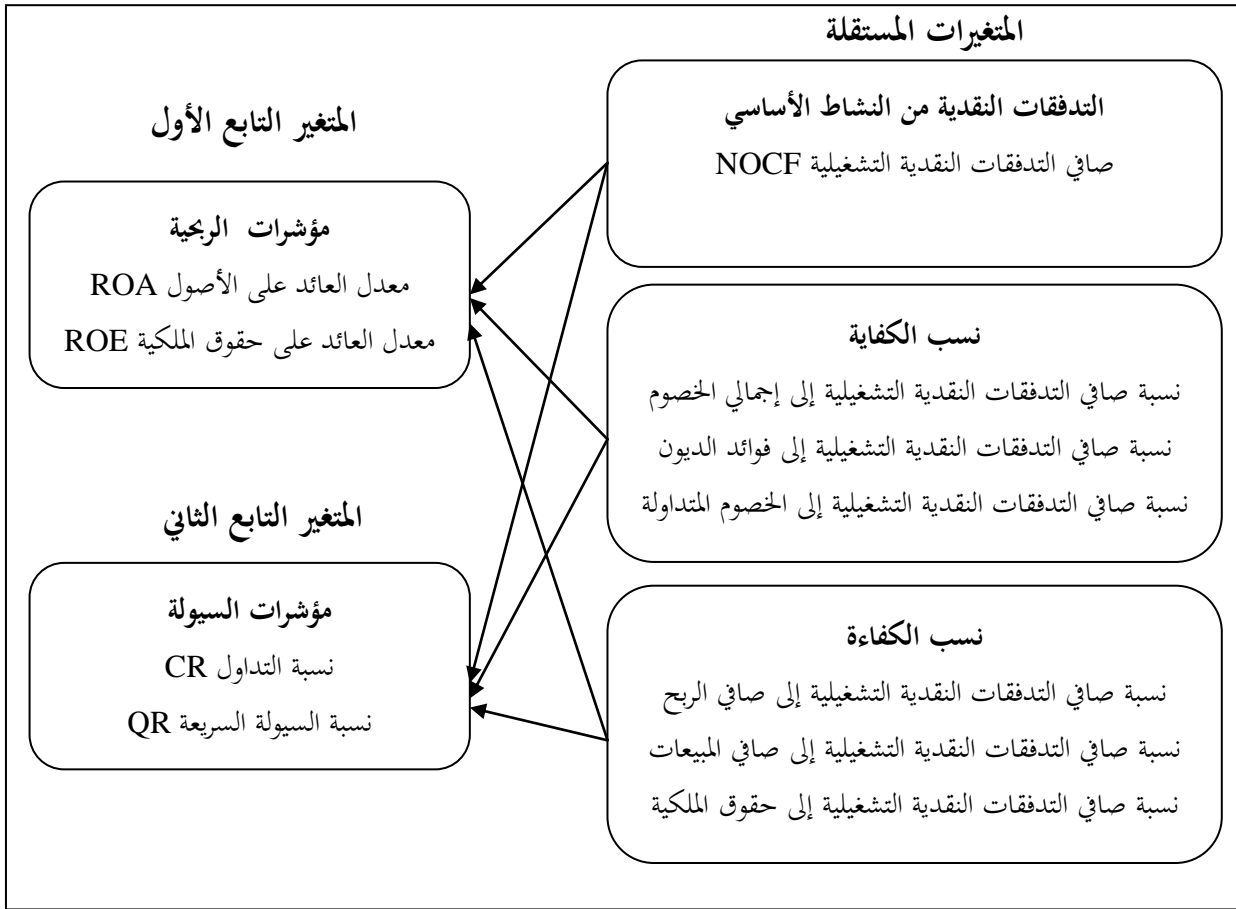 المتغيرات المستقلة
التدفقات النقدية من النشاط الأساسي
صافي التدفقات النقدية التشغيلية NOCF
نسب الكفاية
نسبة صافي التدفقات النقدية التشغيلية إلى إجمالي الخصوم
نسبة صافي التدفقات النقدية التشغيلية إلى فوائد الديون
نسبة صافي التدفقات النقدية التشغيلية إلى الخصوم المتداولة
نسب الكفاءة
نسبة صافي التدفقات النقدية التشغيلية إلى صافي الربح
نسبة صافي التدفقات النقدية التشغيلية إلى صافي المبيعات
نسبة صافي التدفقات النقدية التشغيلية إلى حقوق الملكية
المتغير التابع الأول
مؤشرات الربحية
معدل العائد على الأصول ROA
معدل العائد على حقوق الملكية ROE
المتغير التابع الثاني
مؤشرات السيولة
نسبة التداول CR
نسبة السيولة السريعة QR